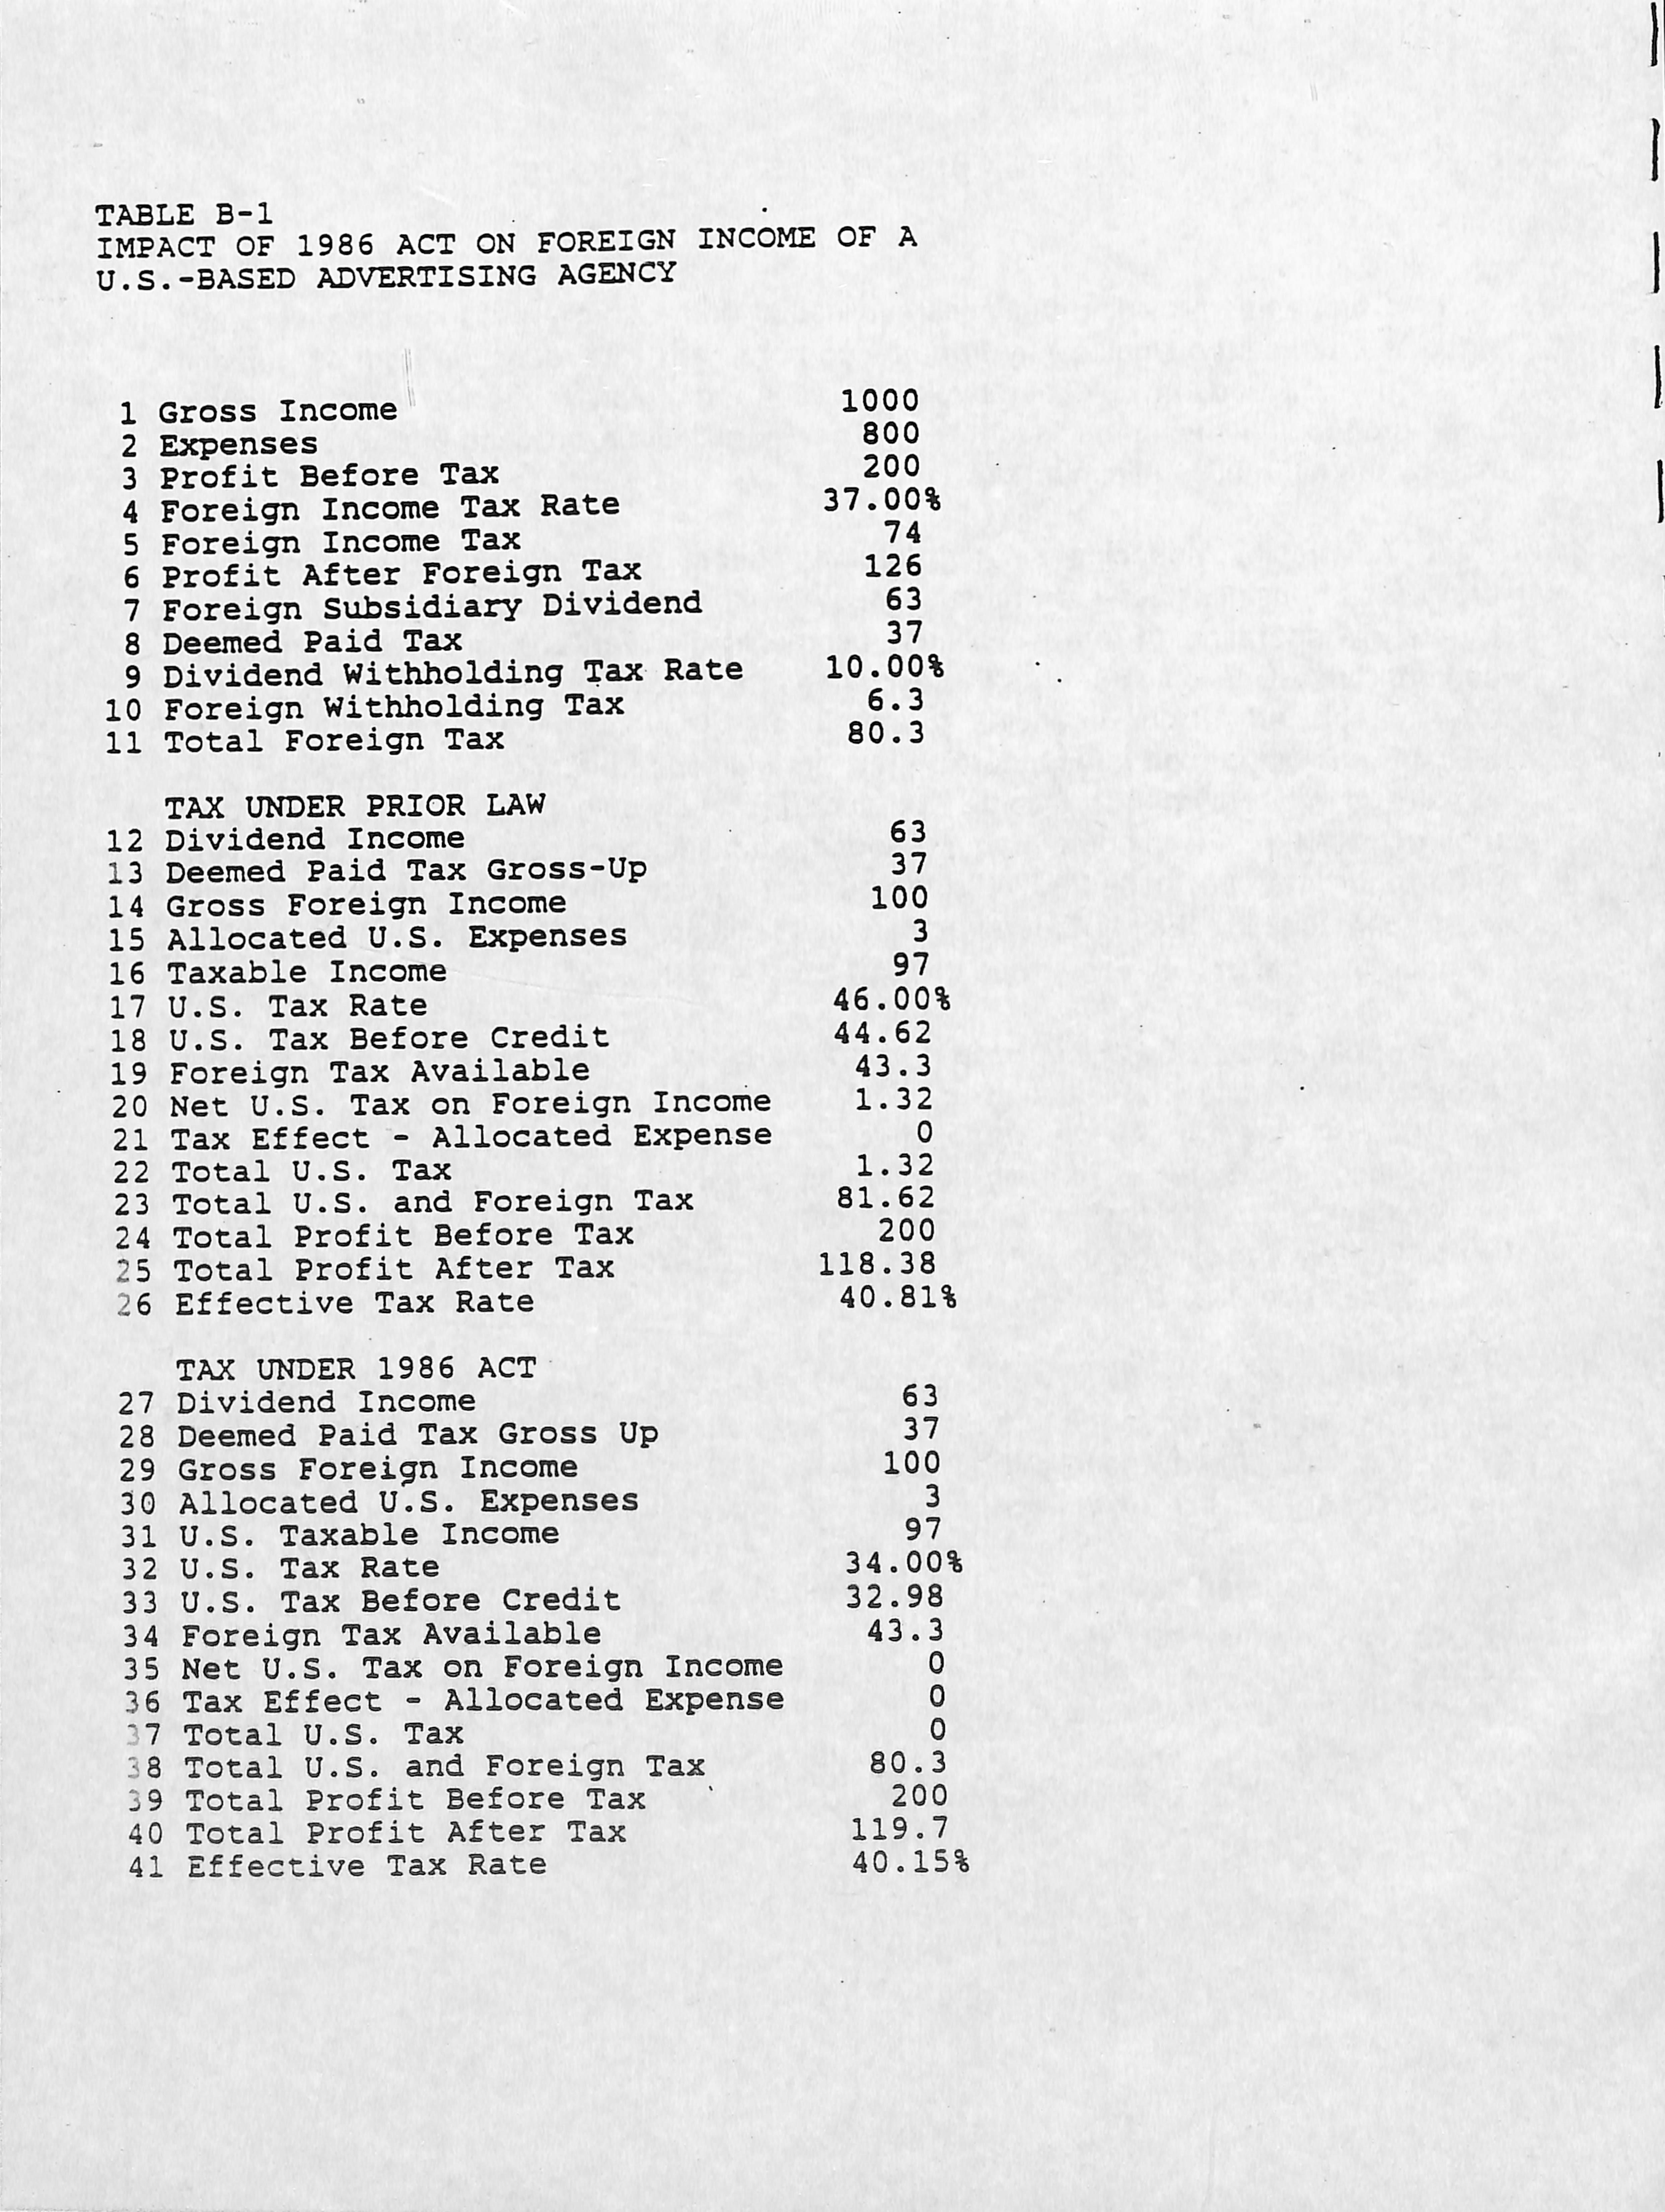 TABLE B-1
IMPACT OF 1986 ACT ON FOREIGN INCOME OF A
U.S.-BASED ADVERTISING AGENCY
1 Gross Income 1000
2 Expenses 800
3 Profit Before Tax 200
4 Foreign Income Tax Rate 37.00%
5 Foreign Income Tax 74
6 Profit After Foreign Tax 126
7 Foreign Subsidiary Dividend 63
8 Deemed Paid Tax 37
9 Dividend Withholding Tax Rate 10.00%
10 Foreign Withholding Tax 6.3
11 Total Foreign Tax 80.3
TAX UNDER PRIOR LAW
12 Dividend Income 63
13 Deemed Paid Tax Gross-Up 37
14 Gross Foreign Income 100
15 Allocated U.S. Expenses 3
16 Taxable Income 97
17 U.S. Tax Rate 46.00%
18 U.S. Tax Before Credit 44.62
19 Foreign Tax Available 43.3
20 Net U.S. Tax on Foreign Income 1.32
21 Tax Effect - Allocated Expense 0
22 Total U.S. Tax 1.32
23 Total U.S. and Foreign Tax 81.62
24 Total Profit Before Tax 200
25 Total Profit After Tax 118.38
26 Effective Tax Rate 40.81%
TAX UNDER 1986 ACT
27 Dividend Income 63
28 Deemed Paid Tax Gross Up 37
29 Gross Foreign Income 100
30 Allocated U.S. Expenses 3
31 U.S. Taxable Income 97
32 U.S. Tax Rate 34.00%
33 U.S. Tax Before Credit 32.98
34 Foreign Tax Available 43.3
35 Net U.S. Tax on Foreign Income 0
36 Tax Effect - Allocated Expense 0
37 Total U.S. Tax 0
38 Total U.S. and Foreign Tax 80.3
39 Total Profit Before Tax 200
40 Total Profit After Tax 119.7
41 Effective Tax Rate 40.15%